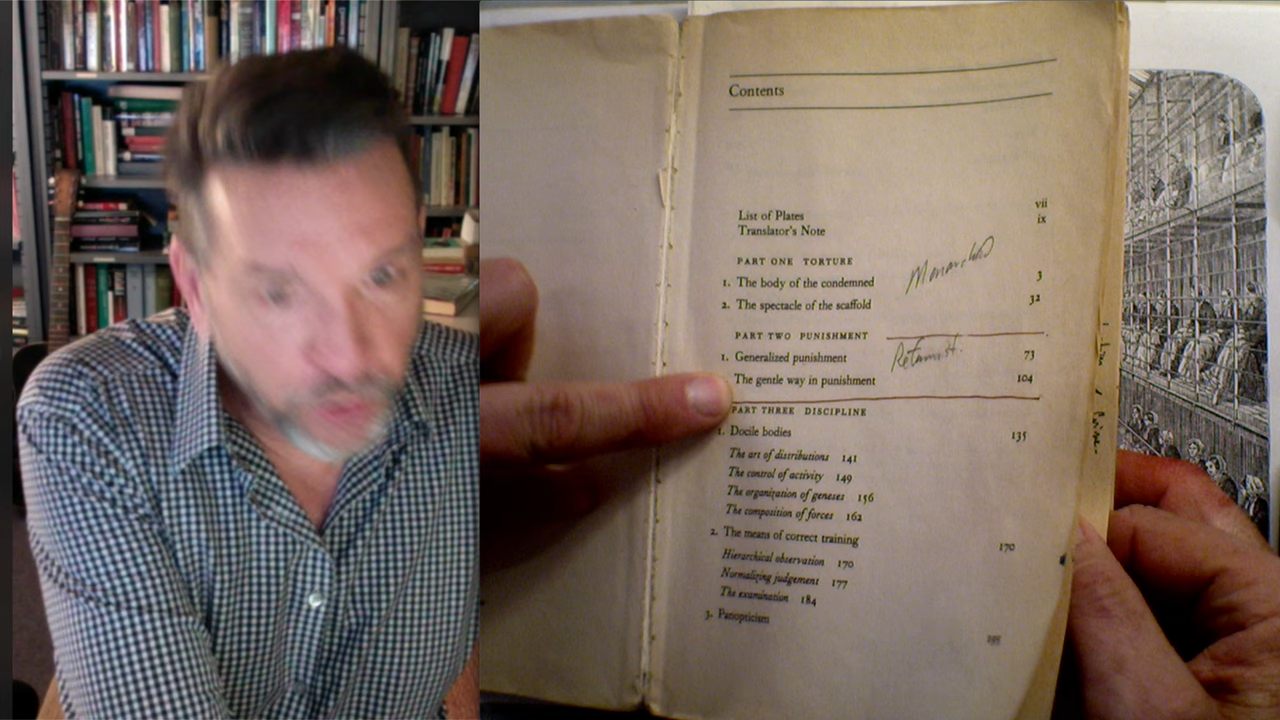 Contents
List of Plates vii
Translator's Note ix
PART ONE TORTURE
1. The body of the condemned 3
2. The spectacle of the scaffold 32
PART TWO PUNISHMENT
1. Generalized punishment 73
The gentle way in punishment 104
PART THREE DISCIPLINE
1. Docile bodies 135
The art of distributions 141
The control of activity 149
The organization of geneses 156
The composition of forces 162
2. The means of correct training 170
Hierarchical observation 170
Normalizing judgement 177
The examination 184
3. Panopticism 195